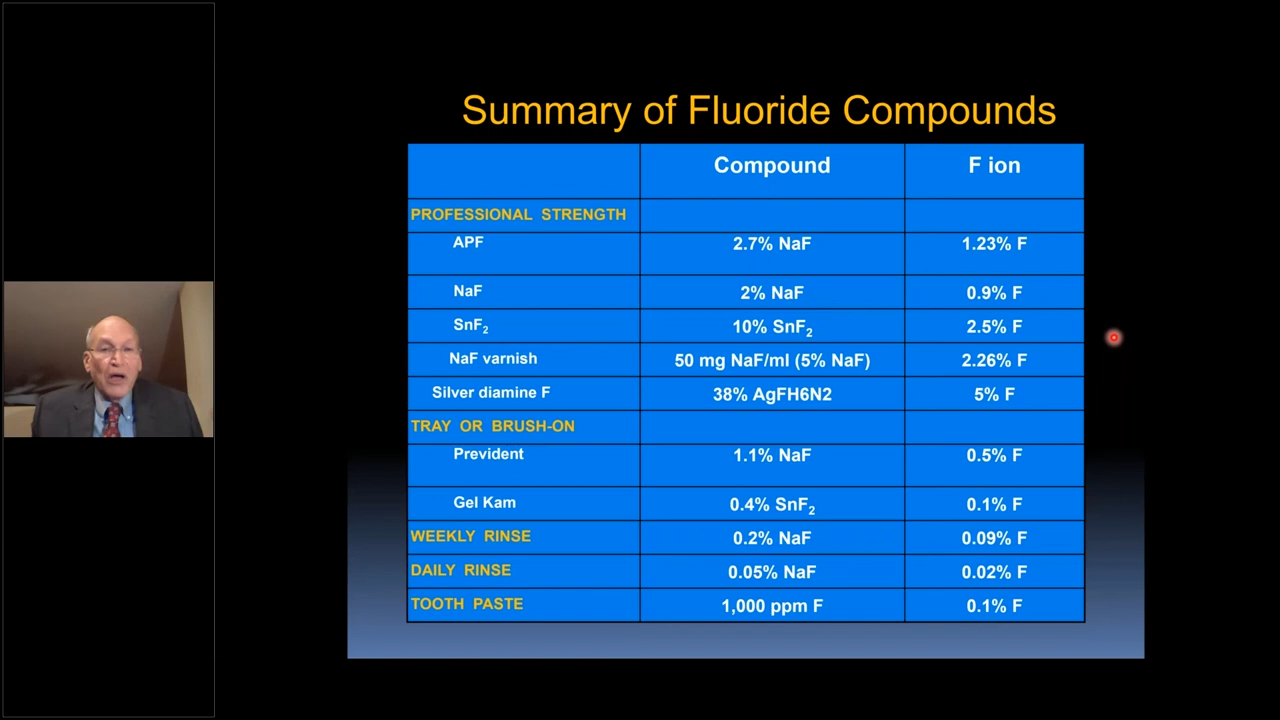 Summary of Fluoride Compounds
Compound F ion
PROFESSIONAL STRENGTH
APF 2.7% NaF 1.23% F
NaF 2% NaF 0.9% F
SnF₂ 10% SnF₂ 2.5% F
NaF varnish 50 mg NaF/ml (5% NaF) 2.26% F
Silver diamine F 38% AgFH6N2 5% F
TRAY OR BRUSH-ON
Prevident 1.1% NaF 0.5% F
Gel Kam 0.4% SnF₂ 0.1% F
WEEKLY RINSE 0.2% NaF 0.09% F
DAILY RINSE 0.05% NaF 0.02% F
TOOTH PASTE 1,000 ppm F 0.1% F